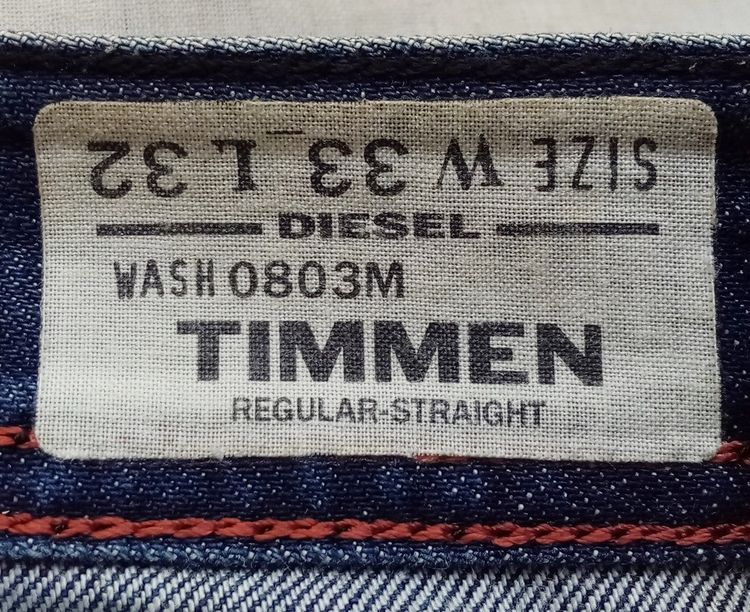 SIZE W 33 L 32
DIESEL
WASH 0803M
TIMMEN
REGULAR-STRAIGHT